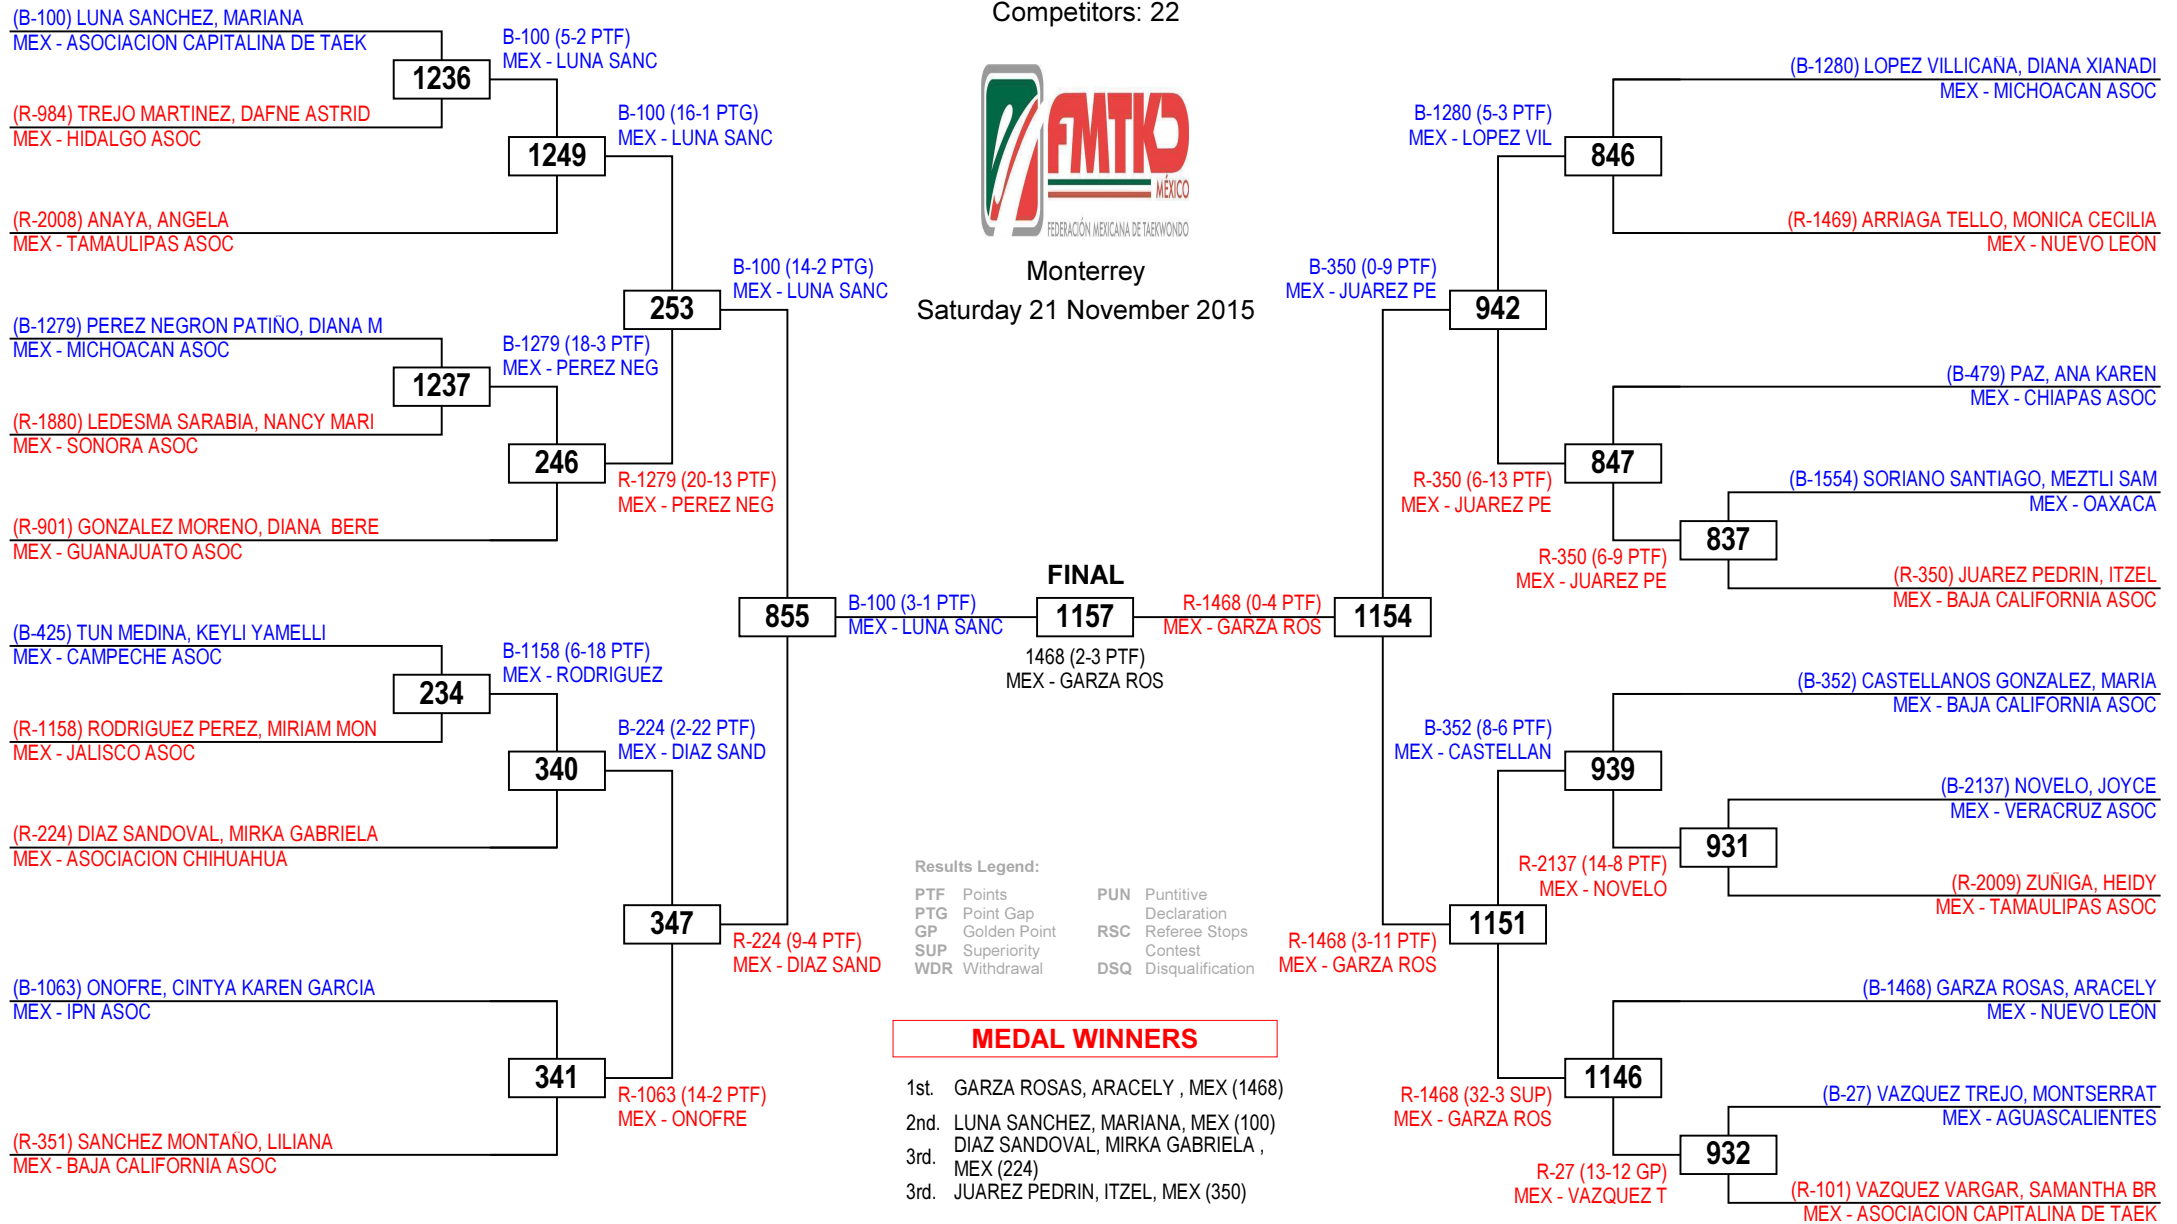 Competitors: 22
FMTKD
MÉXICO
FEDERACIÓN MEXICANA DE TAEKWONDO
Monterrey
Saturday 21 November 2015
(B-100) LUNA SANCHEZ, MARIANA
MEX - ASOCIACION CAPITALINA DE TAEK
1236
(R-984) TREJO MARTINEZ, DAFNE ASTRID
MEX - HIDALGO ASOC
B-100 (5-2 PTF)
MEX - LUNA SANC
1249
(R-2008) ANAYA, ANGELA
MEX - TAMAULIPAS ASOC
B-100 (16-1 PTG)
MEX - LUNA SANC
253
B-100 (14-2 PTG)
MEX - LUNA SANC
(B-1279) PEREZ NEGRON PATIÑO, DIANA M
MEX - MICHOACAN ASOC
1237
(R-1880) LEDESMA SARABIA, NANCY MARI
MEX - SONORA ASOC
B-1279 (18-3 PTF)
MEX - PEREZ NEG
246
R-1279 (20-13 PTF)
MEX - PEREZ NEG
(R-901) GONZALEZ MORENO, DIANA  BERE
MEX - GUANAJUATO ASOC
855
B-100 (3-1 PTF)
MEX - LUNA SANC
(B-425) TUN MEDINA, KEYLI YAMELLI
MEX - CAMPECHE ASOC
234
(R-1158) RODRIGUEZ PEREZ, MIRIAM MON
MEX - JALISCO ASOC
B-1158 (6-18 PTF)
MEX - RODRIGUEZ
340
B-224 (2-22 PTF)
MEX - DIAZ SAND
(R-224) DIAZ SANDOVAL, MIRKA GABRIELA
MEX - ASOCIACION CHIHUAHUA
347
R-224 (9-4 PTF)
MEX - DIAZ SAND
(B-1063) ONOFRE, CINTYA KAREN GARCIA
MEX - IPN ASOC
341
R-1063 (14-2 PTF)
MEX - ONOFRE
(R-351) SANCHEZ MONTAÑO, LILIANA
MEX - BAJA CALIFORNIA ASOC
FINAL
1157
1468 (2-3 PTF)
MEX - GARZA ROS
R-1468 (0-4 PTF)
MEX - GARZA ROS
1154
(B-1280) LOPEZ VILLICAÑA, DIANA XIANADI
MEX - MICHOACAN ASOC
B-1280 (5-3 PTF)
MEX - LOPEZ VIL
846
(R-1469) ARRIAGA TELLO, MONICA CECILIA
MEX - NUEVO LEÓN
B-350 (0-9 PTF)
MEX - JUAREZ PE
942
(B-479) PAZ, ANA KAREN
MEX - CHIAPAS ASOC
R-350 (6-13 PTF)
MEX - JUAREZ PE
847
(B-1554) SORIANO SANTIAGO, MEZTLI SAM
MEX - OAXACA
837
R-350 (6-9 PTF)
MEX - JUAREZ PE
(R-350) JUAREZ PEDRIN, ITZEL
MEX - BAJA CALIFORNIA ASOC
(B-352) CASTELLANOS GONZALEZ, MARIA
MEX - BAJA CALIFORNIA ASOC
B-352 (8-6 PTF)
MEX - CASTELLAN
939
(B-2137) NOVELO, JOYCE
MEX - VERACRUZ ASOC
931
R-2137 (14-8 PTF)
MEX - NOVELO
(R-2009) ZUÑIGA, HEIDY
MEX - TAMAULIPAS ASOC
1151
R-1468 (3-11 PTF)
MEX - GARZA ROS
(B-1468) GARZA ROSAS, ARACELY
MEX - NUEVO LEÓN
1146
R-1468 (32-3 SUP)
MEX - GARZA ROS
(B-27) VAZQUEZ TREJO, MONTSERRAT
MEX - AGUASCALIENTES
932
R-27 (13-12 GP)
MEX - VAZQUEZ T
(R-101) VAZQUEZ VARGAR, SAMANTHA BR
MEX - ASOCIACION CAPITALINA DE TAEK
Results Legend:
PTF Points
PTG Point Gap
GP Golden Point
SUP Superiority
WDR Withdrawal
PUN Puntitive
Declaration
RSC Referee Stops
Contest
DSQ Disqualification
MEDAL WINNERS
1st. GARZA ROSAS, ARACELY , MEX (1468)
2nd. LUNA SANCHEZ, MARIANA, MEX (100)
3rd. DIAZ SANDOVAL, MIRKA GABRIELA ,
MEX (224)
3rd. JUAREZ PEDRIN, ITZEL, MEX (350)